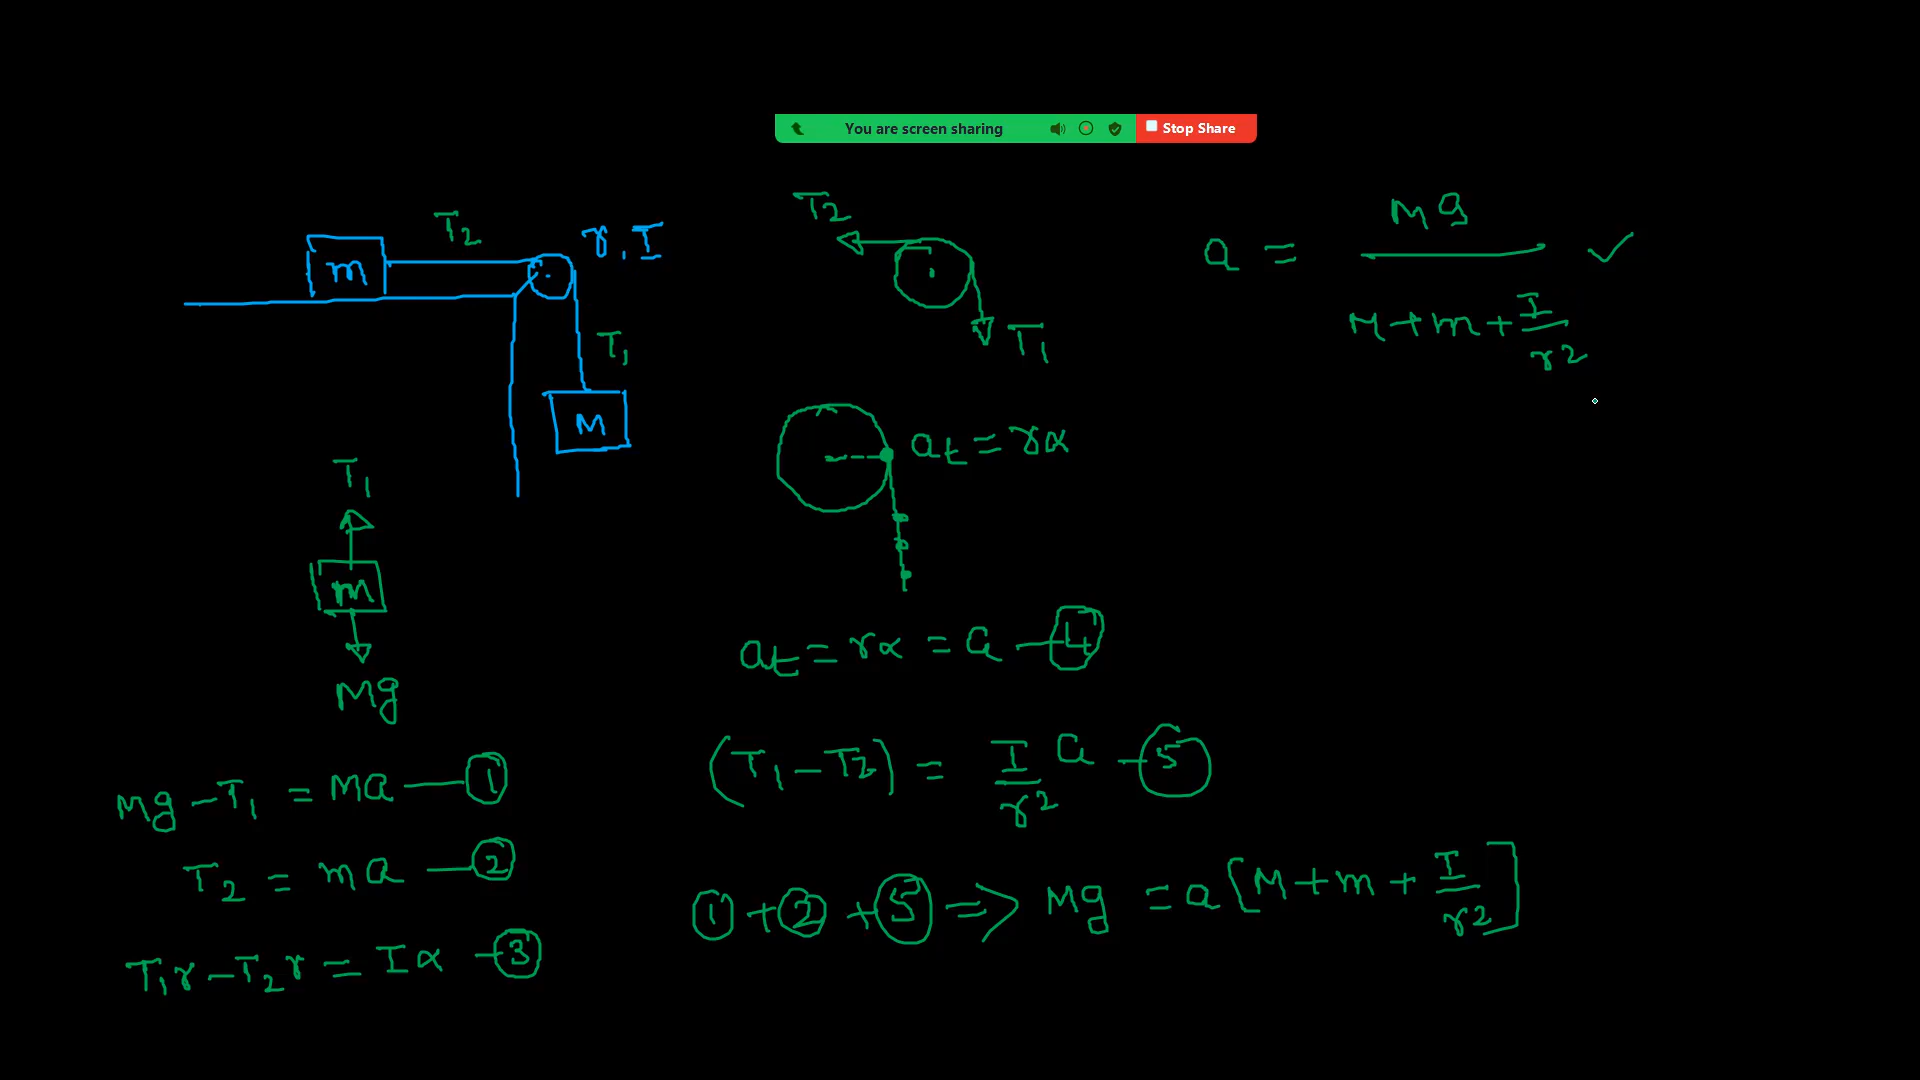 You are screen sharing
Stop Share
T2
r, I
m
T1
M
T1
m
Mg
Mg - T1 = Ma — 1
T2 = ma — 2
T1r - T2r = Iα — 3
T2
T1
at = rα
at = rα = a — 4
(T1 - T2) = I/r2 a — 5
1 + 2 + 5 => Mg = a[M + m + I/r2]
a = Mg / M + m + I/r2 ✓